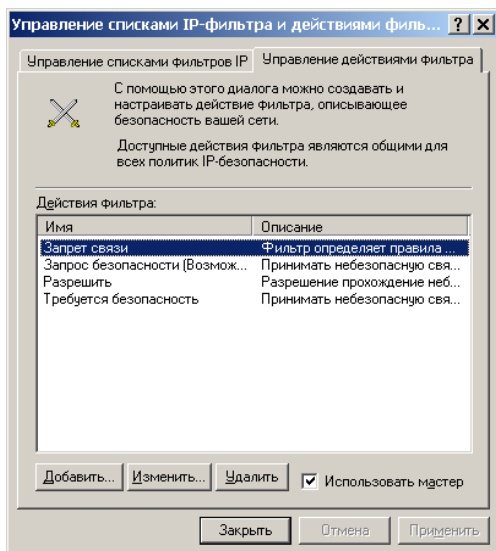 Управление списками IP-фильтра и действиями филь...
Управление списками фильтров IP
Управление действиями фильтра
С помощью этого диалога можно создавать и
настраивать действие фильтра, описывающее
безопасность вашей сети.
Доступные действия фильтра являются общими для
всех политик IP-безопасности.
Действия фильтра:
Имя Описание
Запрет связи Фильтр определяет правила ...
Запрос безопасности (Возмож... Принимать небезопасную свя...
Разрешить Разрешение прохождение неб...
Требуется безопасность Принимать небезопасную свя...
Добавить... Изменить... Удалить Использовать мастер
Закрыть Отмена Применить